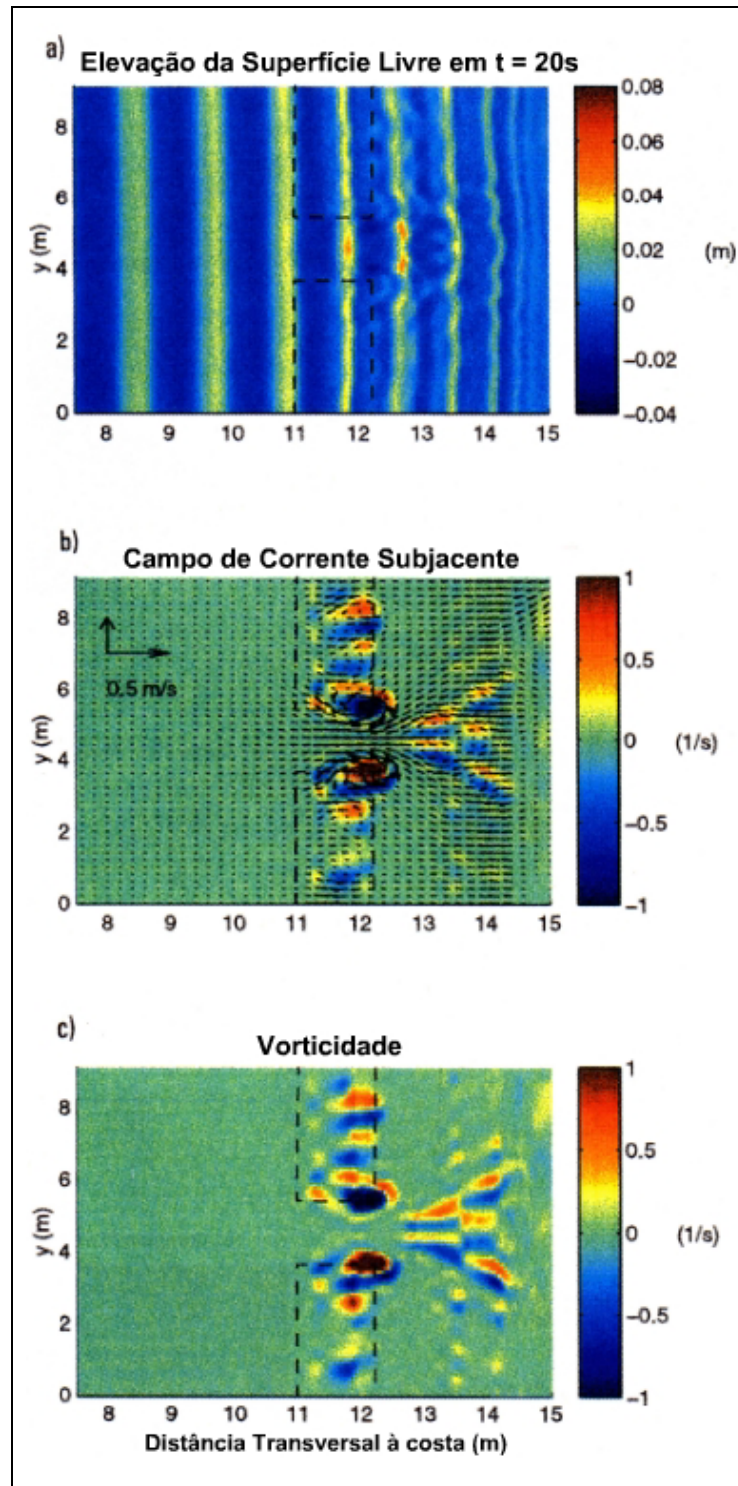 a) Elevação da Superfície Livre em t = 20s
0.08
8
0.06
6
0.04
y (m)
4
0.02
(m)
0
2
−0.02
0
−0.04
8 9 10 11 12 13 14 15
b) Campo de Corrente Subjacente
1
8
0.5 m/s
0.5
6
y (m)
4
0
(1/s)
2
−0.5
0
−1
8 9 10 11 12 13 14 15
c) Vorticidade
1
8
0.5
6
y (m)
4
0
(1/s)
2
−0.5
0
−1
8 9 10 11 12 13 14 15
Distância Transversal à costa (m)